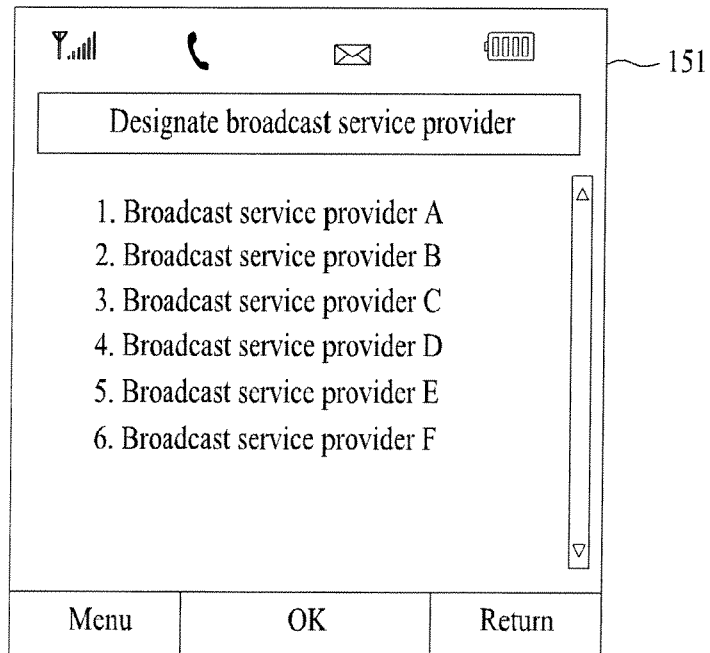 151
Designate broadcast service provider
1. Broadcast service provider A
2. Broadcast service provider B
3. Broadcast service provider C
4. Broadcast service provider D
5. Broadcast service provider E
6. Broadcast service provider F
Menu OK Return